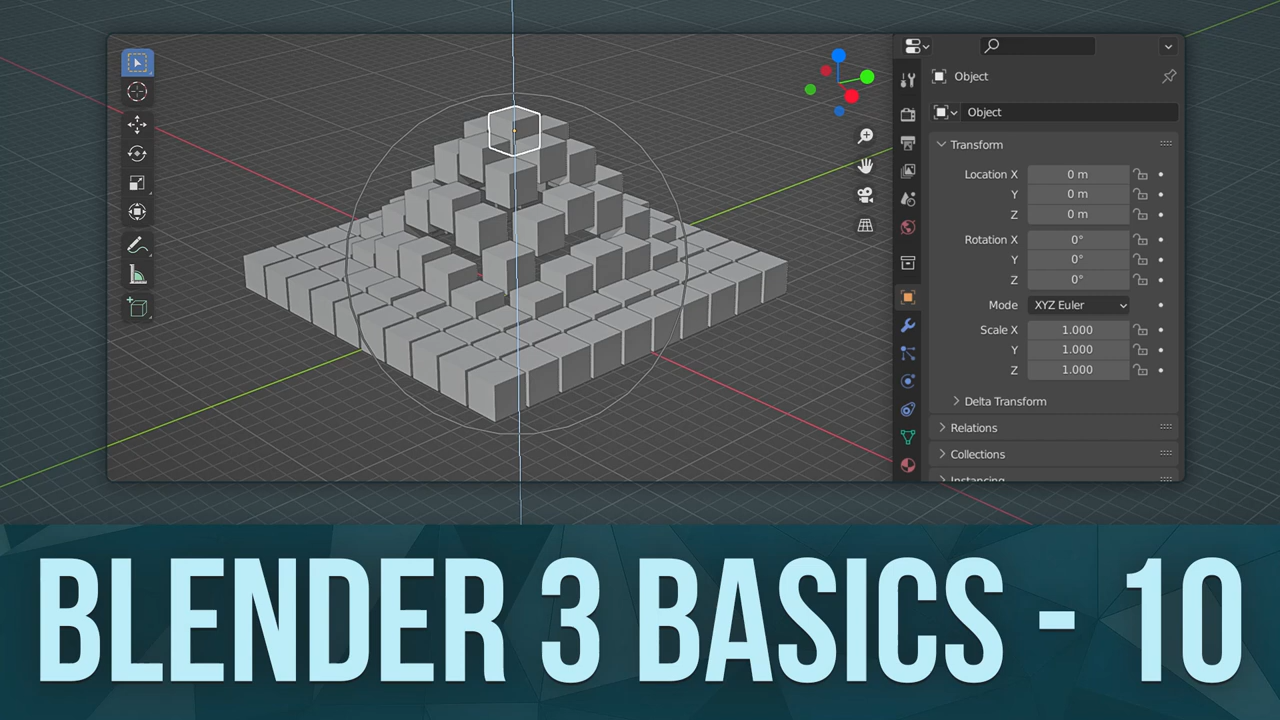 Object
Object
Transform
Location X 0 m
Y 0 m
Z 0 m
Rotation X 0°
Y 0°
Z 0°
Mode XYZ Euler
Scale X 1.000
Y 1.000
Z 1.000
Delta Transform
Relations
Collections
Instancing
BLENDER 3 BASICS - 10